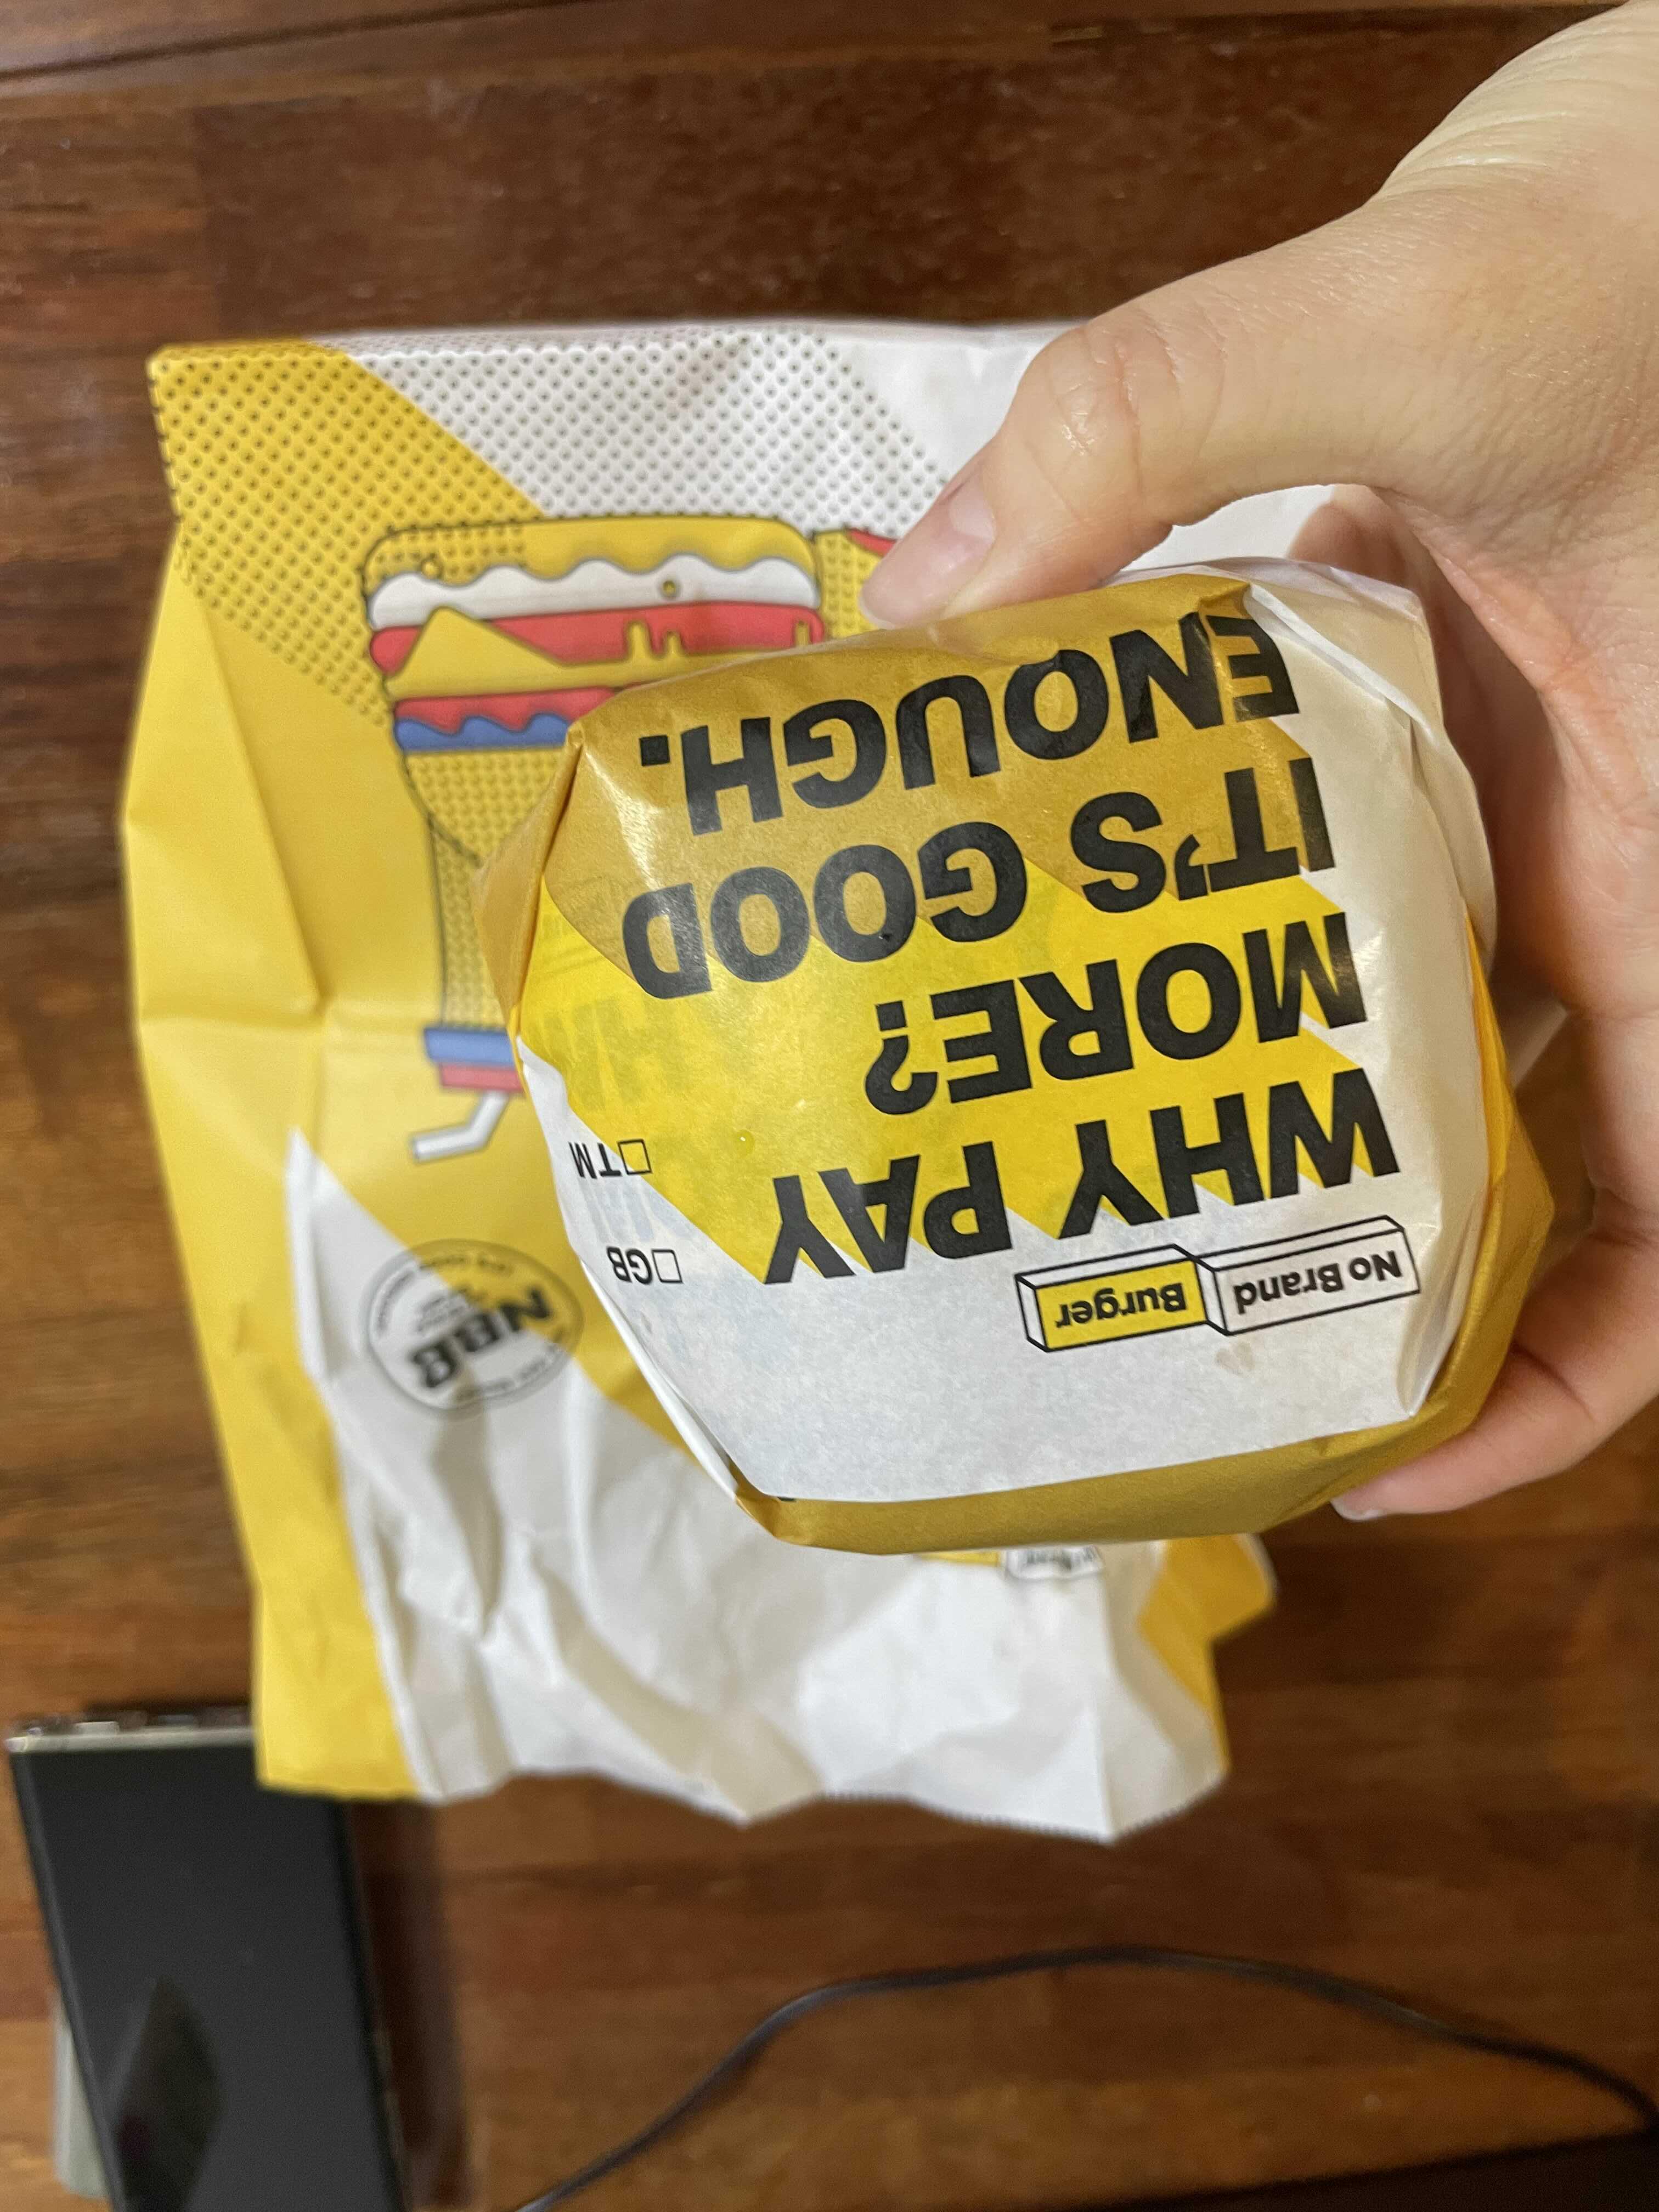 No Brand Burger
WHY PAY
MORE?
IT'S GOOD
ENOUGH.
GB
TM
NBB